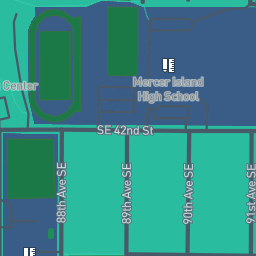 Center
Mercer Island
High School
SE 42nd St
88th Ave SE
89th Ave SE
90th Ave SE
91st Ave SE